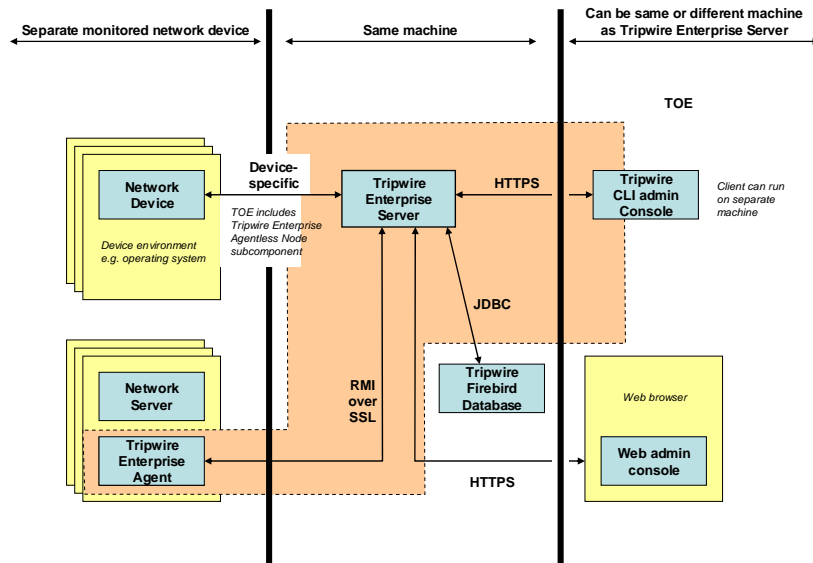 Separate monitored network device
Same machine
Can be same or different machine
as Tripwire Enterprise Server
TOE
Network
Device
Device environment
e.g. operating system
Device-
specific
TOE includes
Tripwire Enterprise
Agentless Node
subcomponent
Tripwire
Enterprise
Server
HTTPS
Tripwire
CLI admin
Console
Client can run
on separate
machine
JDBC
Network
Server
Tripwire
Enterprise
Agent
RMI
over
SSL
Tripwire
Firebird
Database
HTTPS
Web browser
Web admin
console